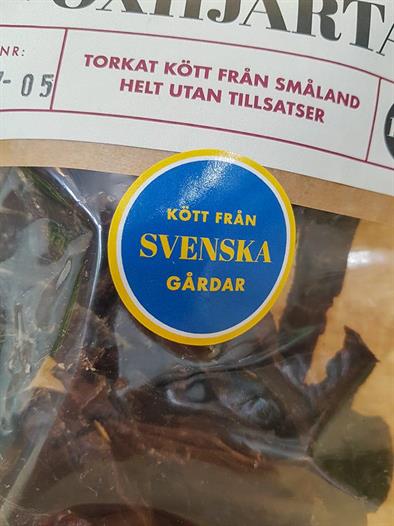 OXHJÄRTA
NR:
-05
TORKAT KÖTT FRÅN SMÅLAND
HELT UTAN TILLSATSER
KÖTT FRÅN
SVENSKA
GÅRDAR